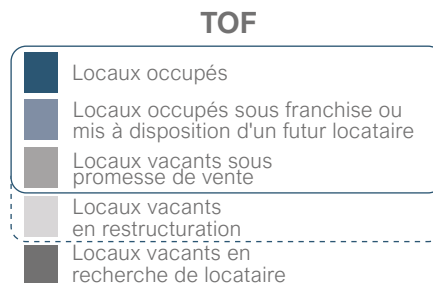 TOF
Locaux occupés
Locaux occupés sous franchise ou
mis à disposition d'un futur locataire
Locaux vacants sous
promesse de vente
Locaux vacants
en restructuration
Locaux vacants en
recherche de locataire